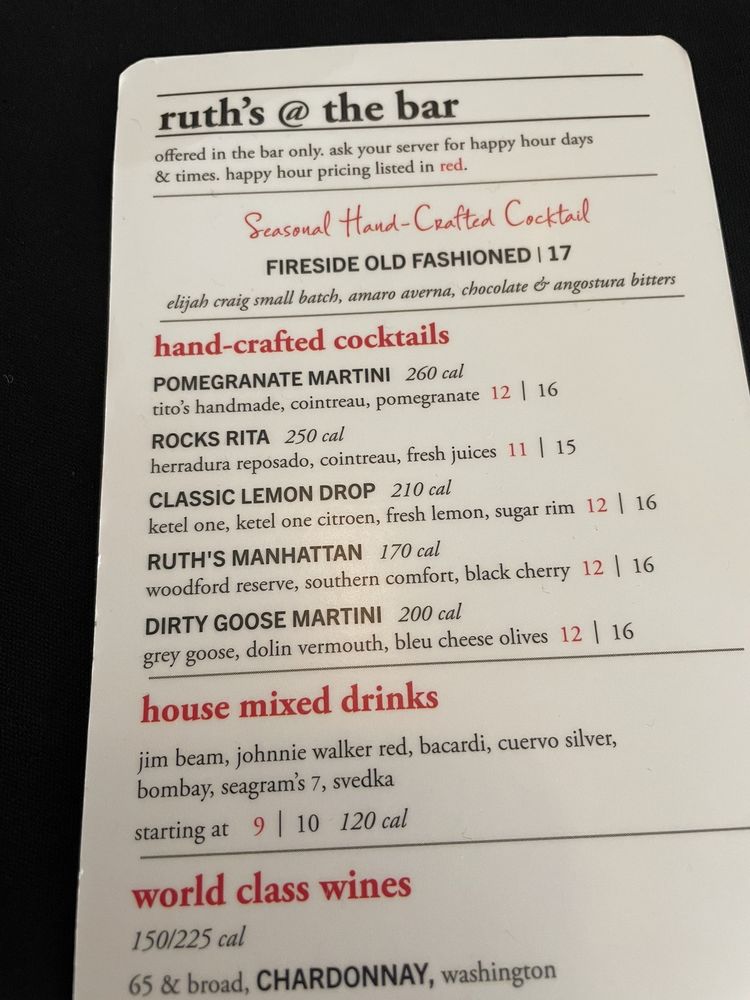 ruth's @ the bar
offered in the bar only. ask your server for happy hour days
& times. happy hour pricing listed in red.
Seasonal Hand-Crafted Cocktail
FIRESIDE OLD FASHIONED | 17
elijah craig small batch, amaro averna, chocolate & angostura bitters
hand-crafted cocktails
POMEGRANATE MARTINI 260 cal
tito's handmade, cointreau, pomegranate 12 | 16
ROCKS RITA 250 cal
herradura reposado, cointreau, fresh juices 11 | 15
CLASSIC LEMON DROP 210 cal
ketel one, ketel one citroen, fresh lemon, sugar rim 12 | 16
RUTH'S MANHATTAN 170 cal
woodford reserve, southern comfort, black cherry 12 | 16
DIRTY GOOSE MARTINI 200 cal
grey goose, dolin vermouth, bleu cheese olives 12 | 16
house mixed drinks
jim beam, johnnie walker red, bacardi, cuervo silver,
bombay, seagram's 7, svedka
starting at 9 | 10 120 cal
world class wines
150/225 cal
65 & broad, CHARDONNAY, washington